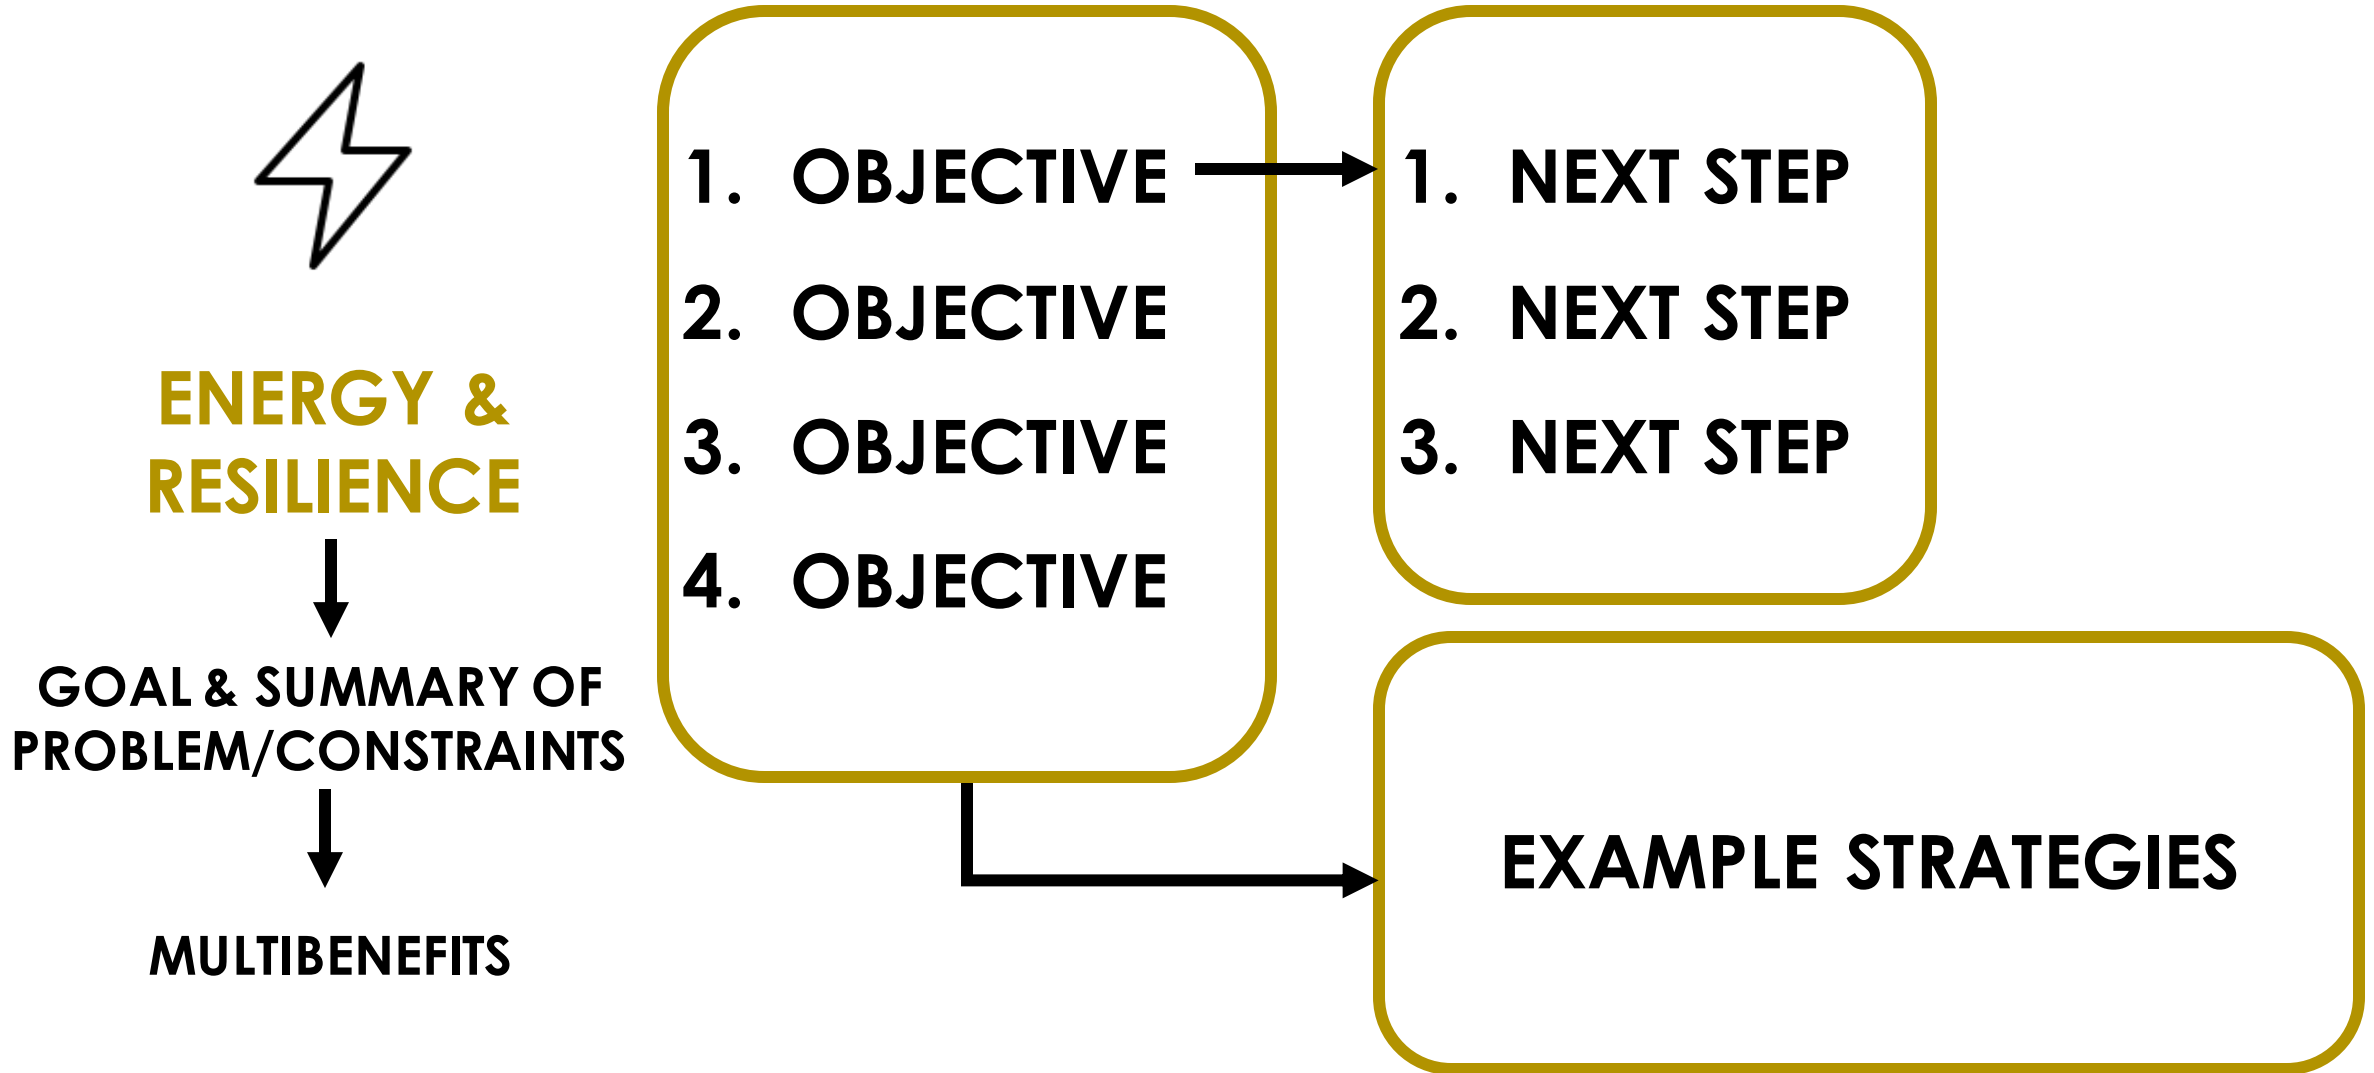 ENERGY &
RESILIENCE
GOAL & SUMMARY OF
PROBLEM/CONSTRAINTS
MULTIBENEFITS
1. OBJECTIVE
2. OBJECTIVE
3. OBJECTIVE
4. OBJECTIVE
1. NEXT STEP
2. NEXT STEP
3. NEXT STEP
EXAMPLE STRATEGIES